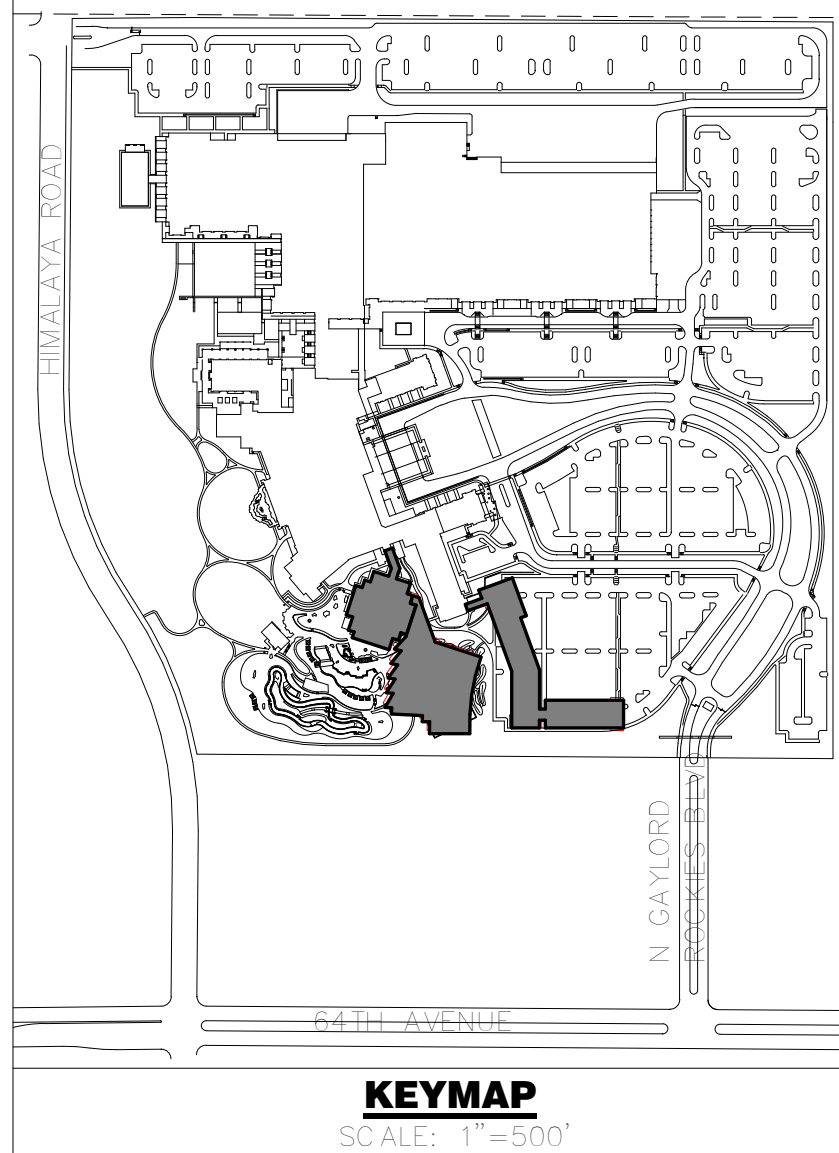 HIMALAYA ROAD
N GAYLORD
ROCKIES BLVD
64TH AVENUE
KEYMAP
SCALE: 1"=500'